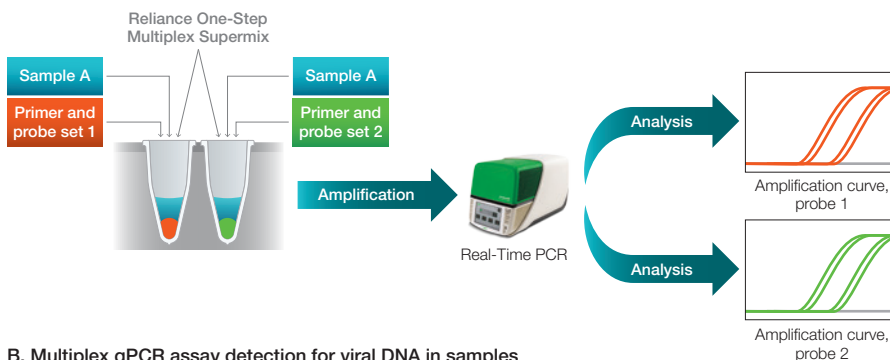 Reliance One-Step
Multiplex Supermix
Sample A
Primer and
probe set 1
Sample A
Primer and
probe set 2
Amplification
Real-Time PCR
Analysis
Amplification curve,
probe 1
Analysis
Amplification curve,
probe 2
B. Multiplex qPCR assay detection for viral DNA in samples